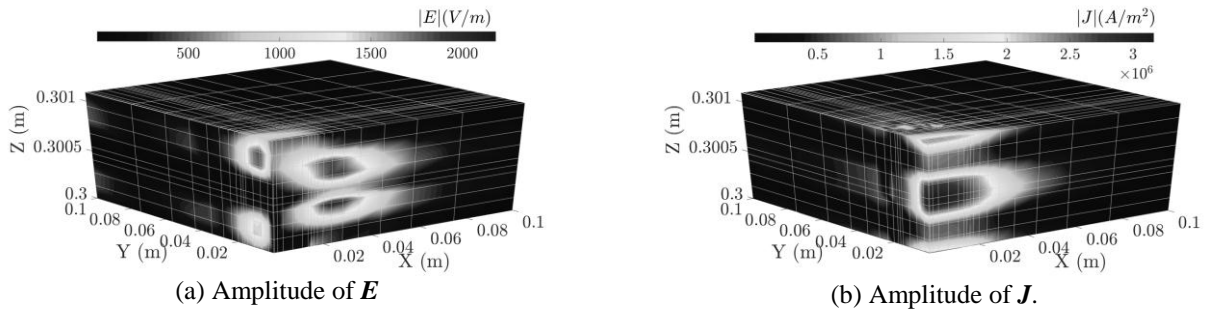 |E|(V/m)
500 1000 1500 2000
0.301
0.3005
0.3
Z (m)
0.1
0.08
0.06
0.04
0.02
Y (m)
0.02
0.04
0.06
0.08
0.1
X (m)
(a) Amplitude of E
|J|(A/m²)
0.5 1 1.5 2 2.5 3
×10⁶
0.301
0.3005
0.3
Z (m)
0.1
0.08
0.06
0.04
0.02
Y (m)
0.02
0.04
0.06
0.08
0.1
X (m)
(b) Amplitude of J.